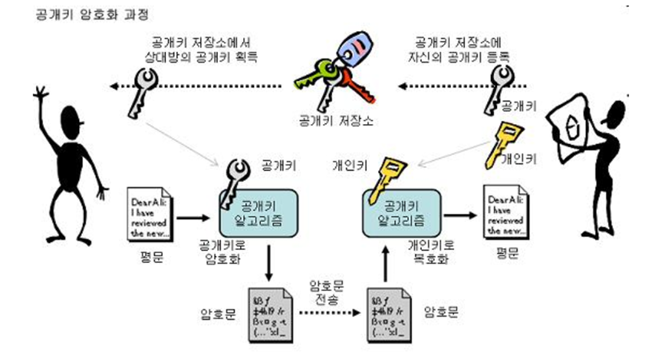 공개키 암호화 과정
공개키 저장소에서
상대방의 공개키 획득
공개키 저장소에
자신의 공개키 등록
공개키 저장소
공개키
개인키
공개키
개인키
DearAli:
I have
reviewed
the new...
평문
공개키
알고리즘
공개키로
암호화
공개키
알고리즘
개인키로
복호화
DearAli:
I have
reviewed
the new...
평문
암호문
암호문
전송
암호문